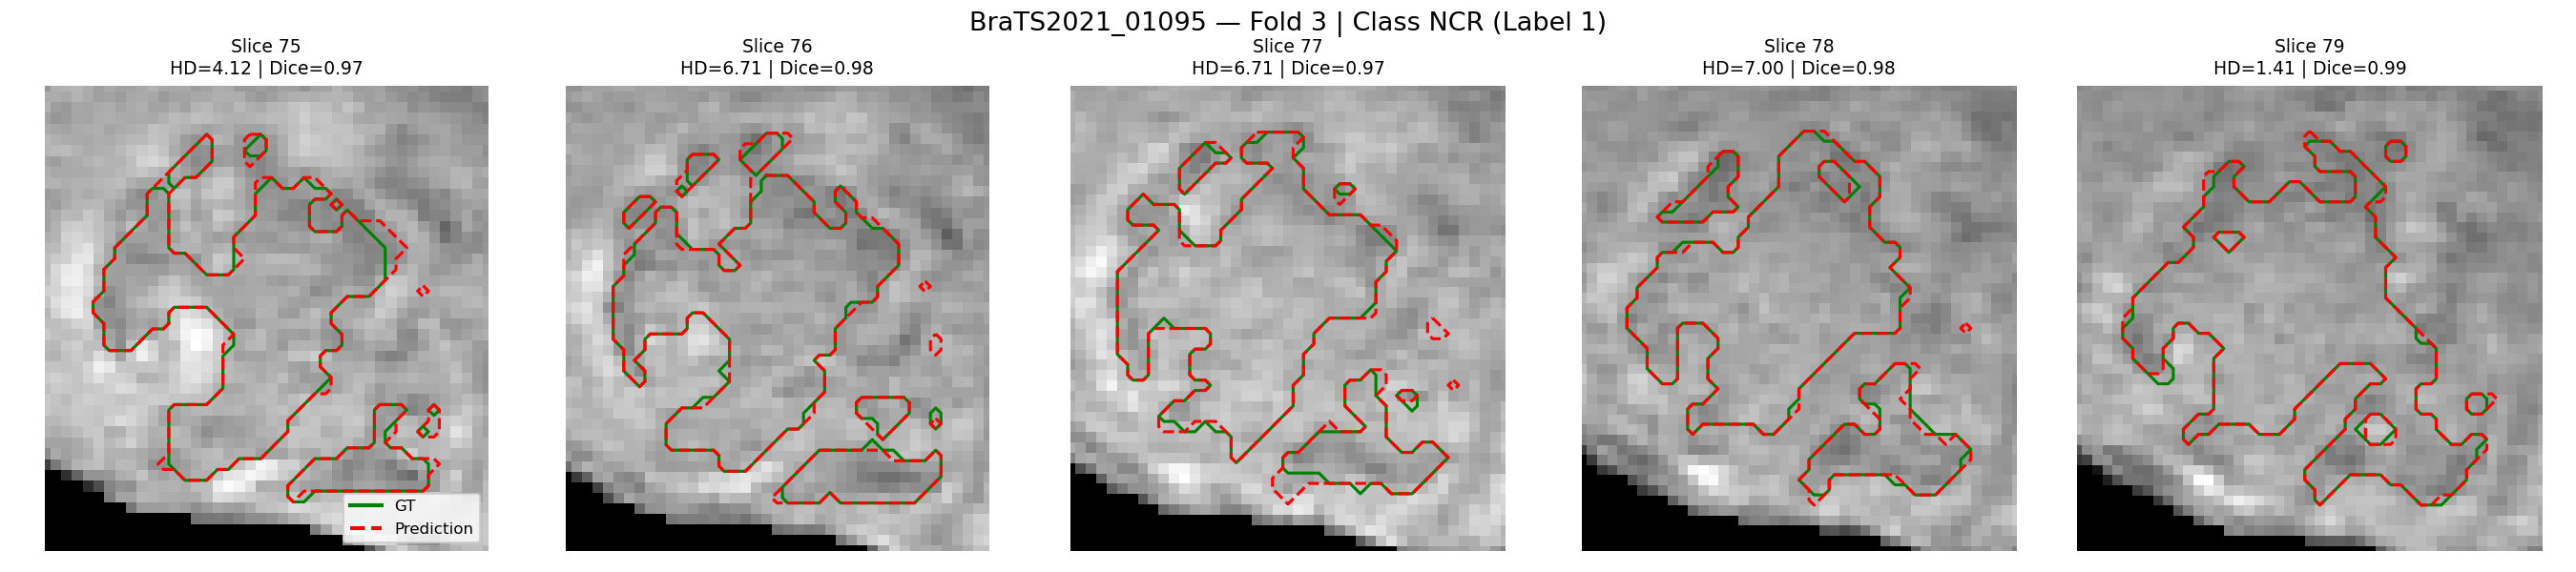 BraTS2021_01095 — Fold 3 | Class NCR (Label 1)
Slice 75
HD=4.12 | Dice=0.97
Slice 76
HD=6.71 | Dice=0.98
Slice 77
HD=6.71 | Dice=0.97
Slice 78
HD=7.00 | Dice=0.98
Slice 79
HD=1.41 | Dice=0.99
GT
Prediction